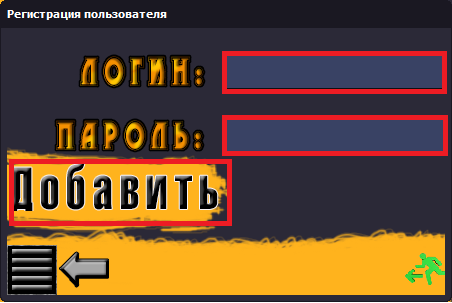 Регистрация пользователя
ЛОГИН:
ПАРОЛЬ:
Добавить